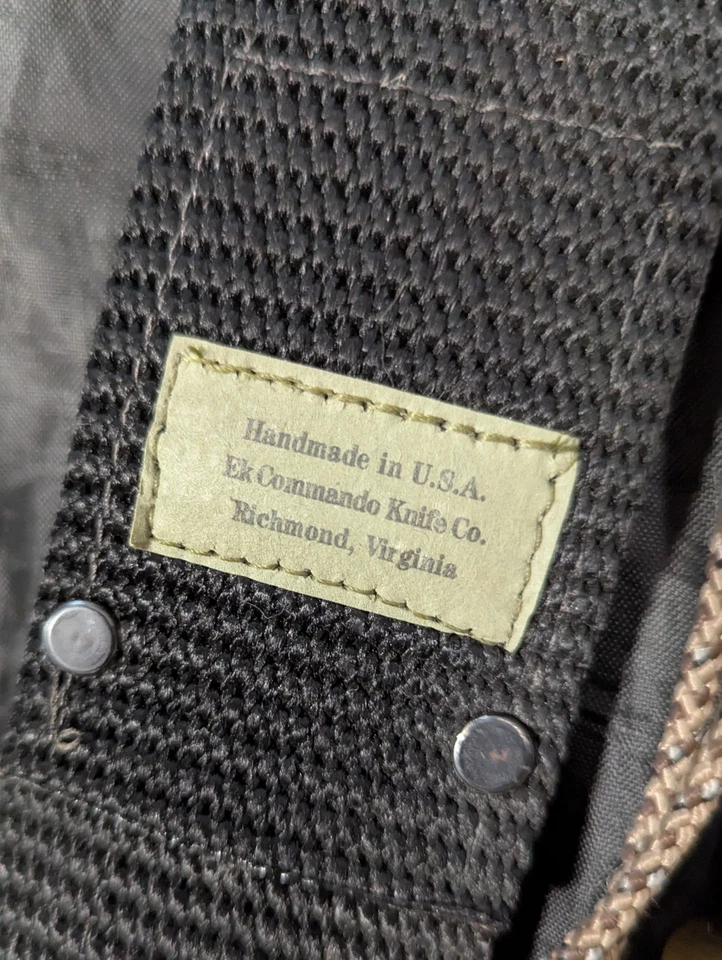 Handmade in U.S.A.
Ek Commando Knife Co.
Richmond, Virginia